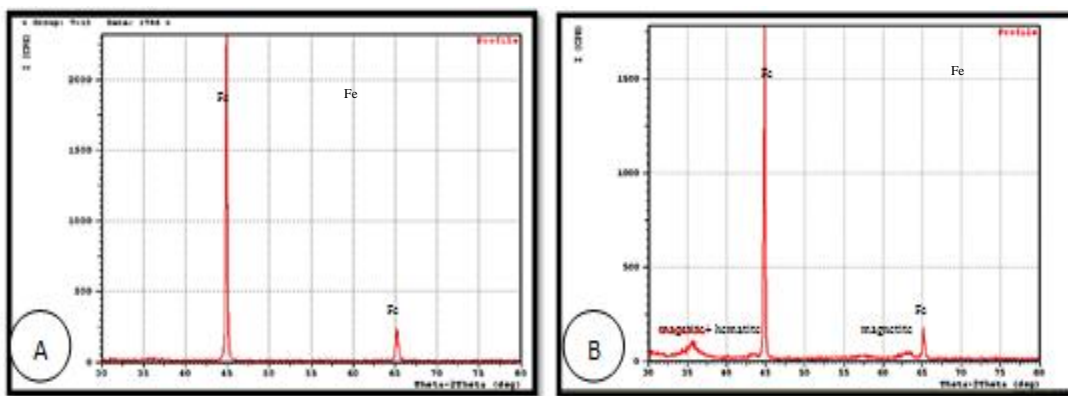 Profile
I (CPS)
2000
1500
1000
500
0
Fe
Fe
Fe
A
30 35 40 45 50 55 60 65 70 75 80
Theta-2Theta (deg)
Profile
I (CPS)
1500
1000
500
0
Fe
Fe
Fe
hematite
magnetite
B
30 35 40 45 50 55 60 65 70 75 80
Theta-2Theta (deg)